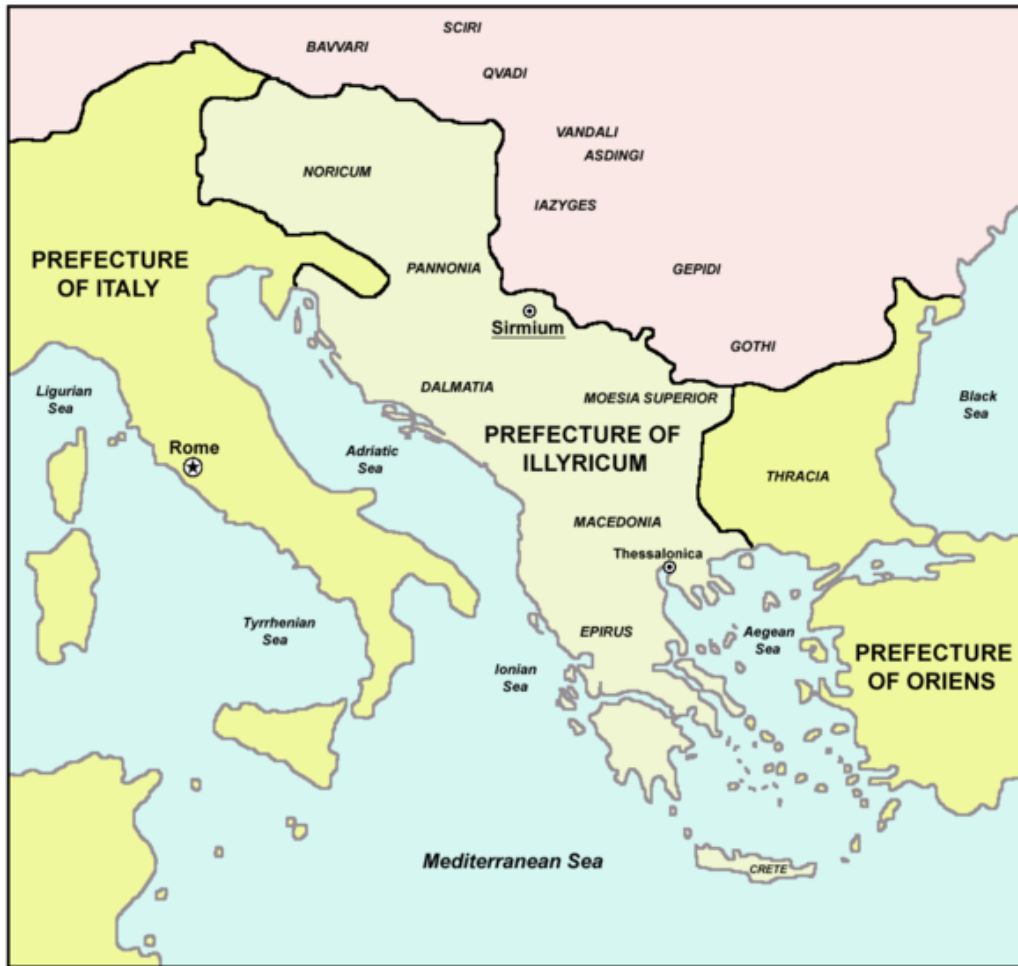 SCIRI
BAVVARI
QVADI
VANDALI
ASDINGI
NORICUM
IAZYGES
PREFECTURE
OF ITALY
PANNONIA
GEPIDI
Sirmium
GOTHI
Ligurian
Sea
DALMATIA
MOESIA SUPERIOR
Black
Sea
PREFECTURE OF
ILLYRICUM
Rome
Adriatic
Sea
THRACIA
MACEDONIA
Thessalonica
Tyrrhenian
Sea
EPIRUS
Aegean
Sea
Ionian
Sea
PREFECTURE
OF ORIENS
Mediterranean Sea
CRETE